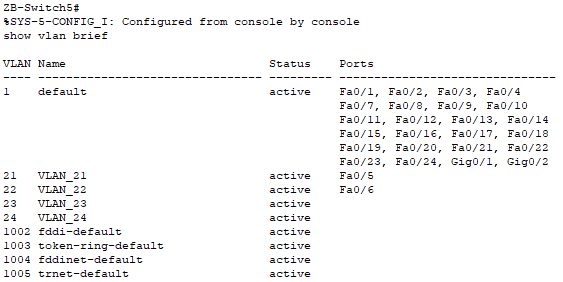 ZB-Switch5#
%SYS-5-CONFIG_I: Configured from console by console
show vlan brief

VLAN Name                             Status    Ports
---- -------------------------------- --------- -------------------------------
1    default                          active    Fa0/1, Fa0/2, Fa0/3, Fa0/4
                                                Fa0/7, Fa0/8, Fa0/9, Fa0/10
                                                Fa0/11, Fa0/12, Fa0/13, Fa0/14
                                                Fa0/15, Fa0/16, Fa0/17, Fa0/18
                                                Fa0/19, Fa0/20, Fa0/21, Fa0/22
                                                Fa0/23, Fa0/24, Gig0/1, Gig0/2
21   VLAN_21                          active    Fa0/5
22   VLAN_22                          active    Fa0/6
23   VLAN_23                          active
24   VLAN_24                          active
1002 fddi-default                     active
1003 token-ring-default               active
1004 fddinet-default                  active
1005 trnet-default                    active